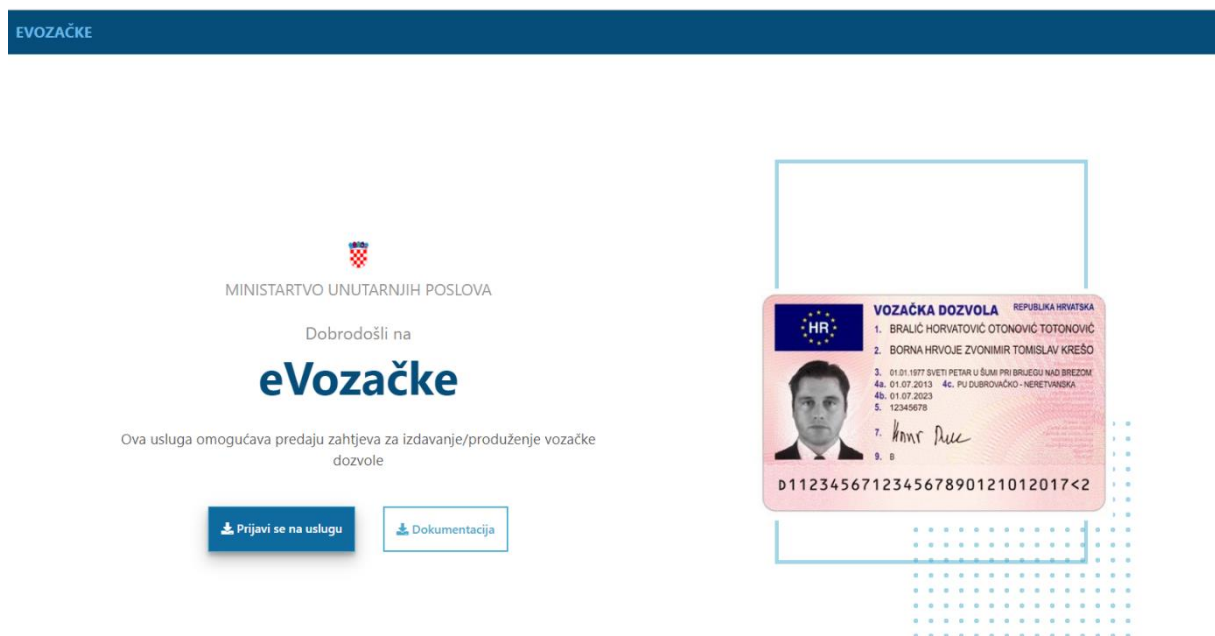 EVOZAČKE
MINISTARTVO UNUTARNJIH POSLOVA
Dobrodošli na
eVozačke
Ova usluga omogućava predaju zahtjeva za izdavanje/produženje vozačke
dozvole
Prijavi se na uslugu
Dokumentacija
HR
VOZAČKA DOZVOLA REPUBLIKA HRVATSKA
1. BRALIĆ HORVATOVIĆ OTONOVIĆ TOTONOVIĆ
2. BORNA HRVOJE ZVONIMIR TOMISLAV KREŠO
3. 01.01.1977 SVETI PETAR U ŠUMI PRI BRIJEGU NAD BREZOM
4a. 01.07.2013 4c. PU DUBROVAČKO - NERETVANSKA
4b. 01.07.2023
5. 12345678
7.
9. B
D11234567123456789012101​2017<2